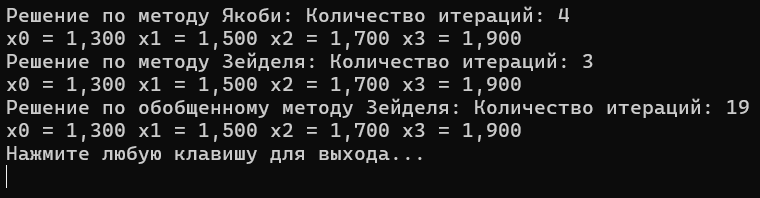 Решение по методу Якоби: Количество итераций: 4
x0 = 1,300 x1 = 1,500 x2 = 1,700 x3 = 1,900
Решение по методу Зейделя: Количество итераций: 3
x0 = 1,300 x1 = 1,500 x2 = 1,700 x3 = 1,900
Решение по обобщенному методу Зейделя: Количество итераций: 19
x0 = 1,300 x1 = 1,500 x2 = 1,700 x3 = 1,900
Нажмите любую клавишу для выхода...